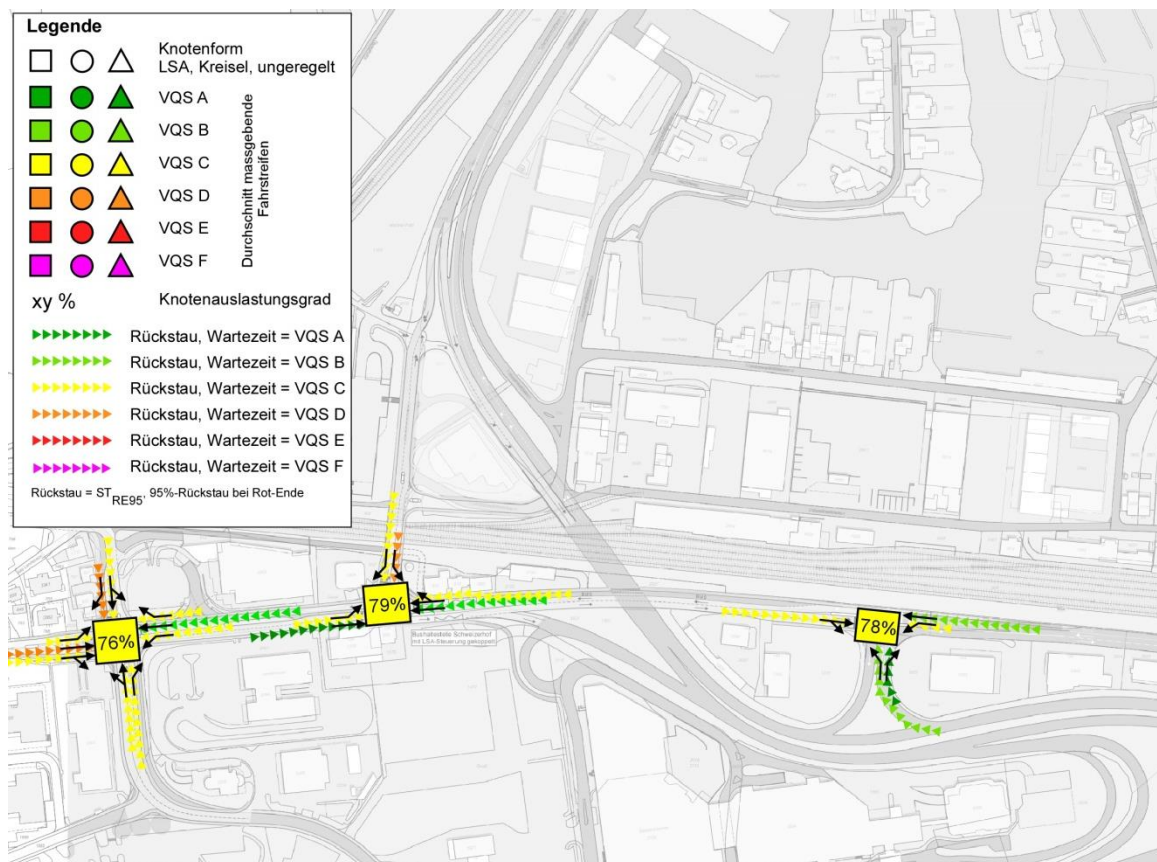 Legende
Knotenform
LSA, Kreisel, ungeregelt
VQS A
VQS B
VQS C
VQS D
VQS E
VQS F
Durchschnitt massgebende
Fahrstreifen
xy %
Knotenauslastungsgrad
Rückstau, Wartezeit = VQS A
Rückstau, Wartezeit = VQS B
Rückstau, Wartezeit = VQS C
Rückstau, Wartezeit = VQS D
Rückstau, Wartezeit = VQS E
Rückstau, Wartezeit = VQS F
Rückstau = ST RE95, 95%-Rückstau bei Rot-Ende
79%
78%
76%
Bushaltestelle Schweizerhof
mit LSA-Steuerung gekoppelt